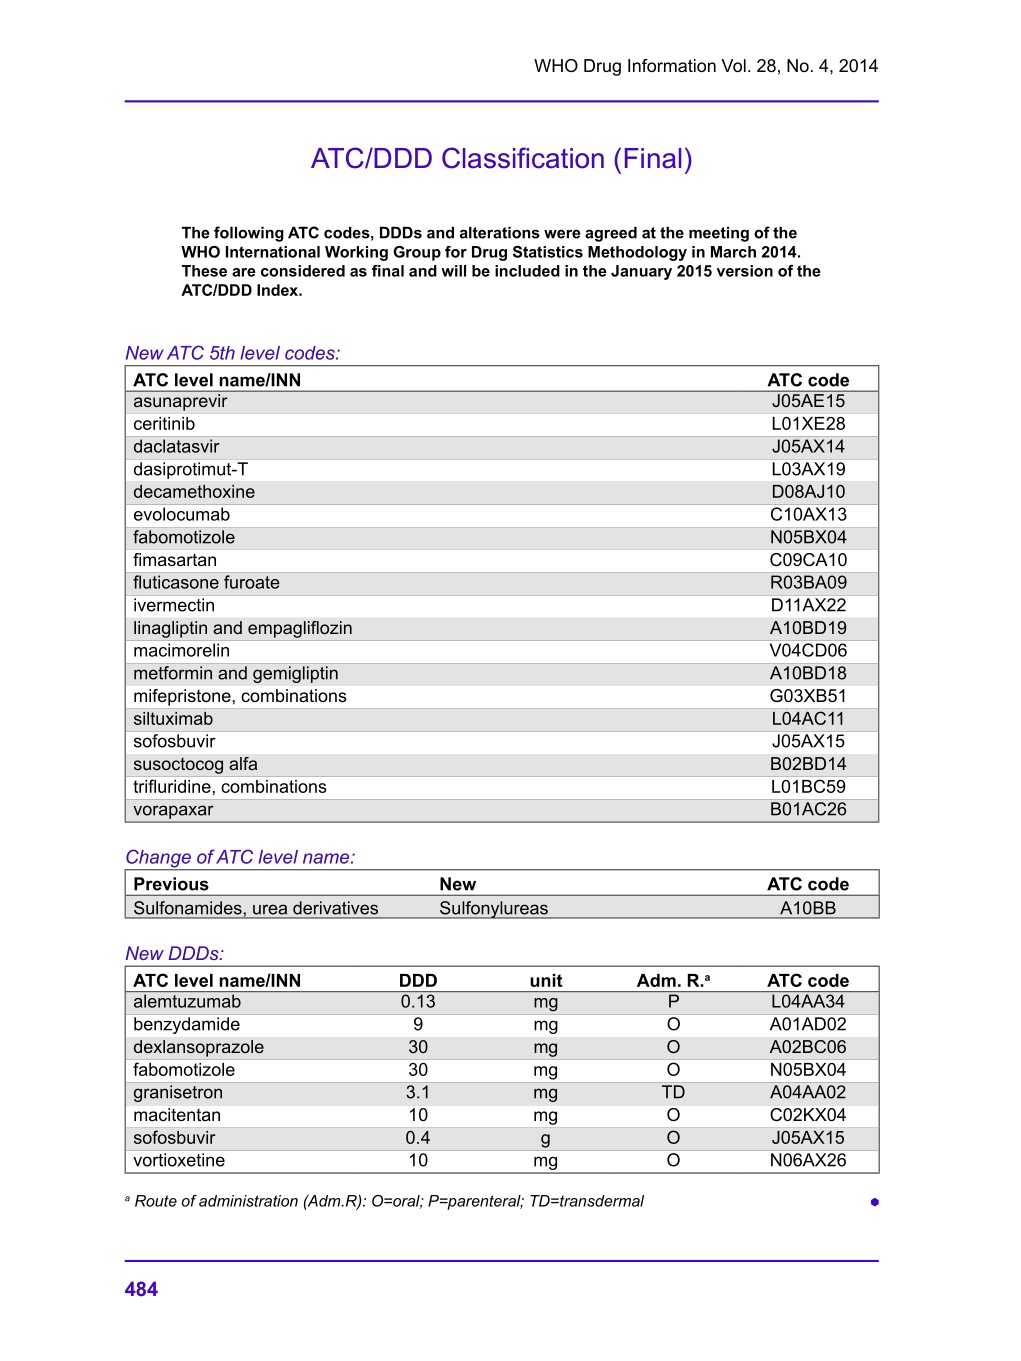 WHO Drug Information Vol. 28, No. 4, 2014
ATC/DDD Classification (Final)
The following ATC codes, DDDs and alterations were agreed at the meeting of the
WHO International Working Group for Drug Statistics Methodology in March 2014.
These are considered as final and will be included in the January 2015 version of the
ATC/DDD Index.
New ATC 5th level codes:
ATC level name/INN ATC code
asunaprevir J05AE15
ceritinib L01XE28
daclatasvir J05AX14
dasiprotimut-T L03AX19
decamethoxine D08AJ10
evolocumab C10AX13
fabomotizole N05BX04
fimasartan C09CA10
fluticasone furoate R03BA09
ivermectin D11AX22
linagliptin and empagliflozin A10BD19
macimorelin V04CD06
metformin and gemigliptin A10BD18
mifepristone, combinations G03XB51
siltuximab L04AC11
sofosbuvir J05AX15
susoctocog alfa B02BD14
trifluridine, combinations L01BC59
vorapaxar B01AC26
Change of ATC level name:
Previous New ATC code
Sulfonamides, urea derivatives Sulfonylureas A10BB
New DDDs:
ATC level name/INN DDD unit Adm. R.ª ATC code
alemtuzumab 0.13 mg P L04AA34
benzydamide 9 mg O A01AD02
dexlansoprazole 30 mg O A02BC06
fabomotizole 30 mg O N05BX04
granisetron 3.1 mg TD A04AA02
macitentan 10 mg O C02KX04
sofosbuvir 0.4 g O J05AX15
vortioxetine 10 mg O N06AX26
ª Route of administration (Adm.R): O=oral; P=parenteral; TD=transdermal
484